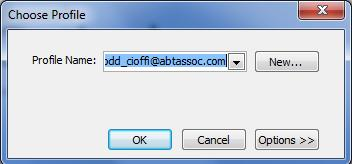 Choose Profile
Profile Name: odd_cioffi@abtassoc.com New...
OK Cancel Options >>